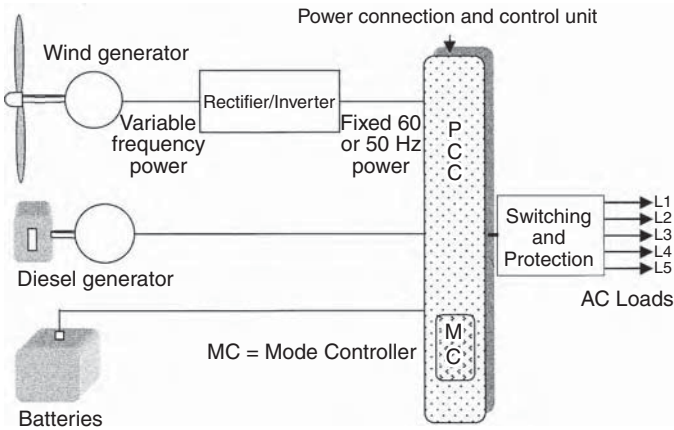 Power connection and control unit
Wind generator
Rectifier/Inverter
Variable
frequency
power
Fixed 60
or 50 Hz
power
P
C
C
Diesel generator
Switching
and
Protection
L1
L2
L3
L4
L5
AC Loads
MC = Mode Controller
M
C
Batteries